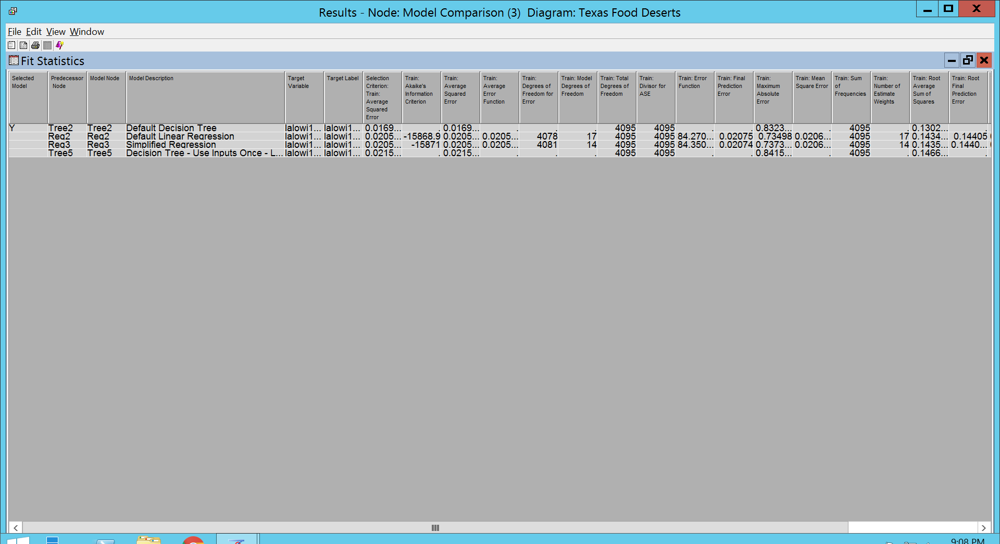 Results - Node: Model Comparison (3) Diagram: Texas Food Deserts
File Edit View Window
Fit Statistics
Selected Model | Predecessor Node | Model Node | Model Description | Target Variable | Target Label | Selection Criterion: Train: Average Squared Error | Train: Akaike's Information Criterion | Train: Average Squared Error | Train: Average Error Function | Train: Degrees of Freedom for Error | Train: Model Degrees of Freedom | Train: Total Degrees of Freedom | Train: Divisor for ASE | Train: Error Function | Train: Final Prediction Error | Train: Maximum Absolute Error | Train: Mean Square Error | Train: Sum of Frequencies | Train: Number of Estimate Weights | Train: Root Average Sum of Squares | Train: Root Final Prediction Error
Y Tree2 Tree2 Default Decision Tree lalowi1... lalowi1... 0.0169... . 0.0169... . . . 4095 4095 . . 0.8323... . 4095 . 0.1302... .
Reg2 Reg2 Default Linear Regression lalowi1... lalowi1... 0.0205... -15868.9 0.0205... 0.0205... 4078 17 4095 4095 84.270... 0.02075 0.73498 0.0206... 4095 17 0.1434... 0.14405
Reg3 Reg3 Simplified Regression lalowi1... lalowi1... 0.0205... -15871 0.0205... 0.0205... 4081 14 4095 4095 84.350... 0.02074 0.7373... 0.0206... 4095 14 0.1435... 0.1440...
Tree5 Tree5 Decision Tree - Use Inputs Once - L... lalowi1... lalowi1... 0.0215... . 0.0215... . . . 4095 4095 . . 0.8415... . 4095 . 0.1466... .
9:08 PM